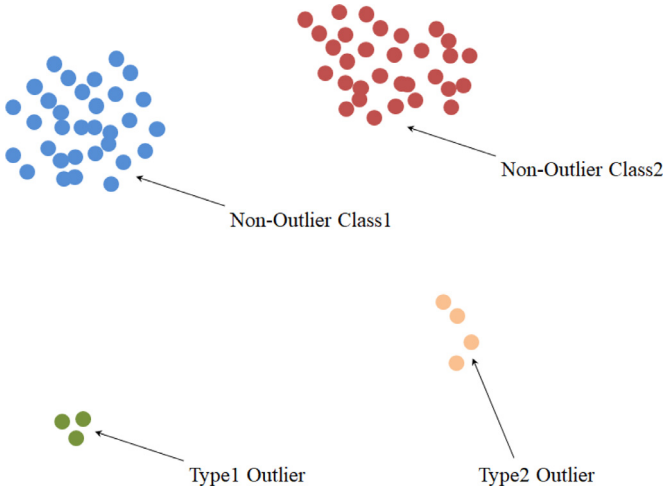 Non-Outlier Class2
Non-Outlier Class1
Type1 Outlier
Type2 Outlier